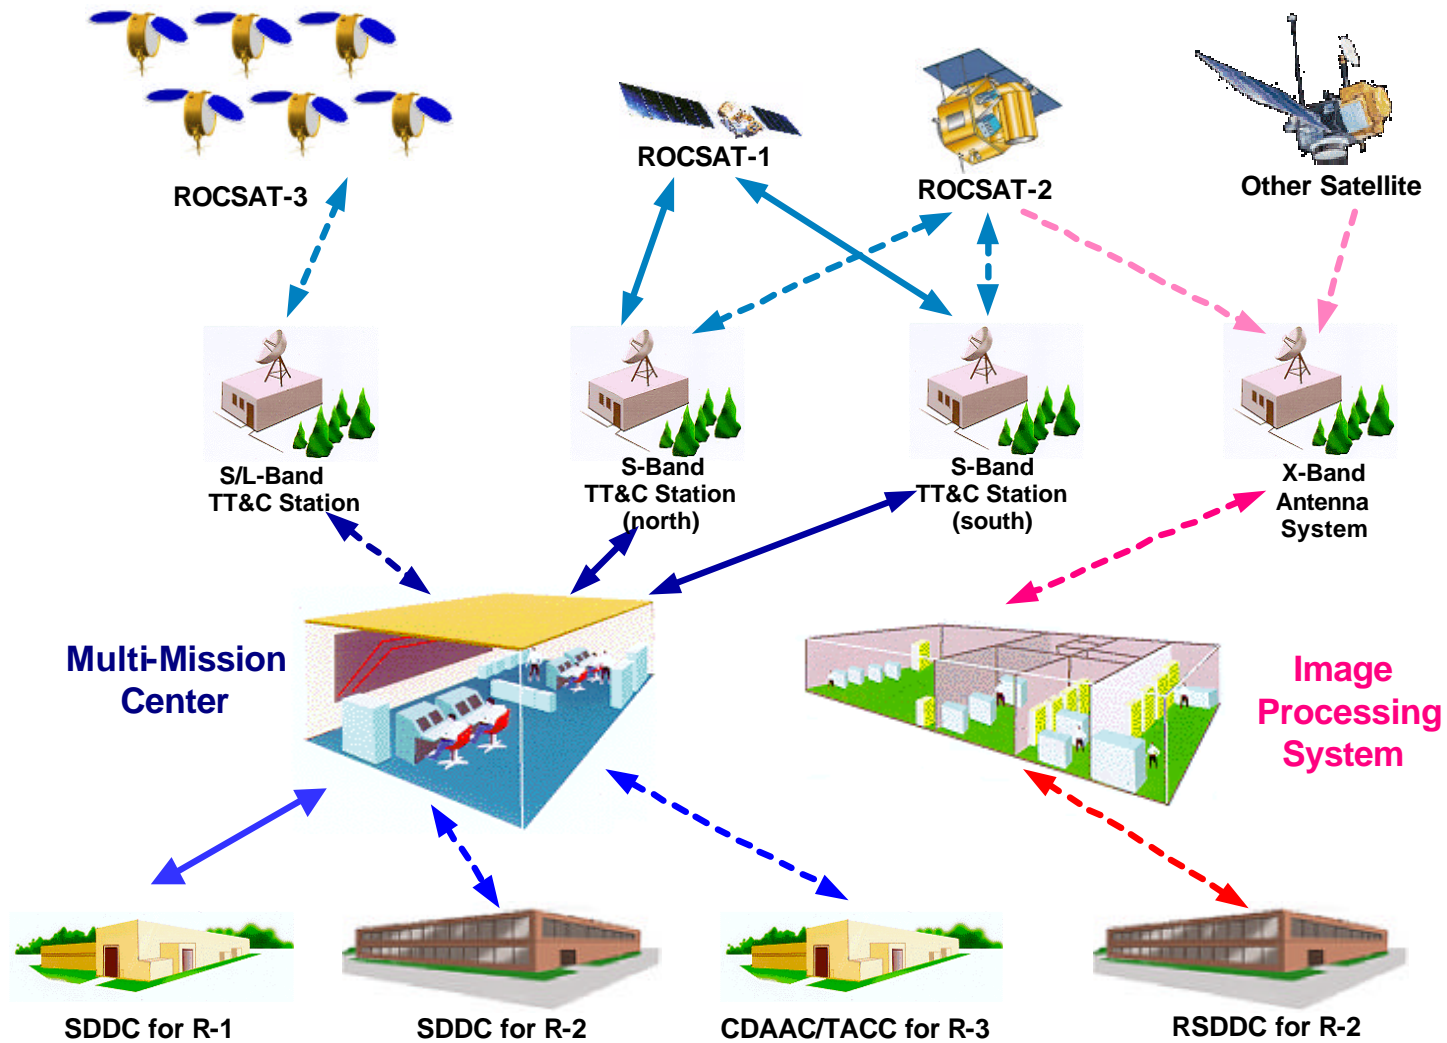 ROCSAT-3
ROCSAT-1
ROCSAT-2
Other Satellite
S/L-Band
TT&C Station
S-Band
TT&C Station
(north)
S-Band
TT&C Station
(south)
X-Band
Antenna
System
Multi-Mission
Center
Image
Processing
System
SDDC for R-1
SDDC for R-2
CDAAC/TACC for R-3
RSDDC for R-2